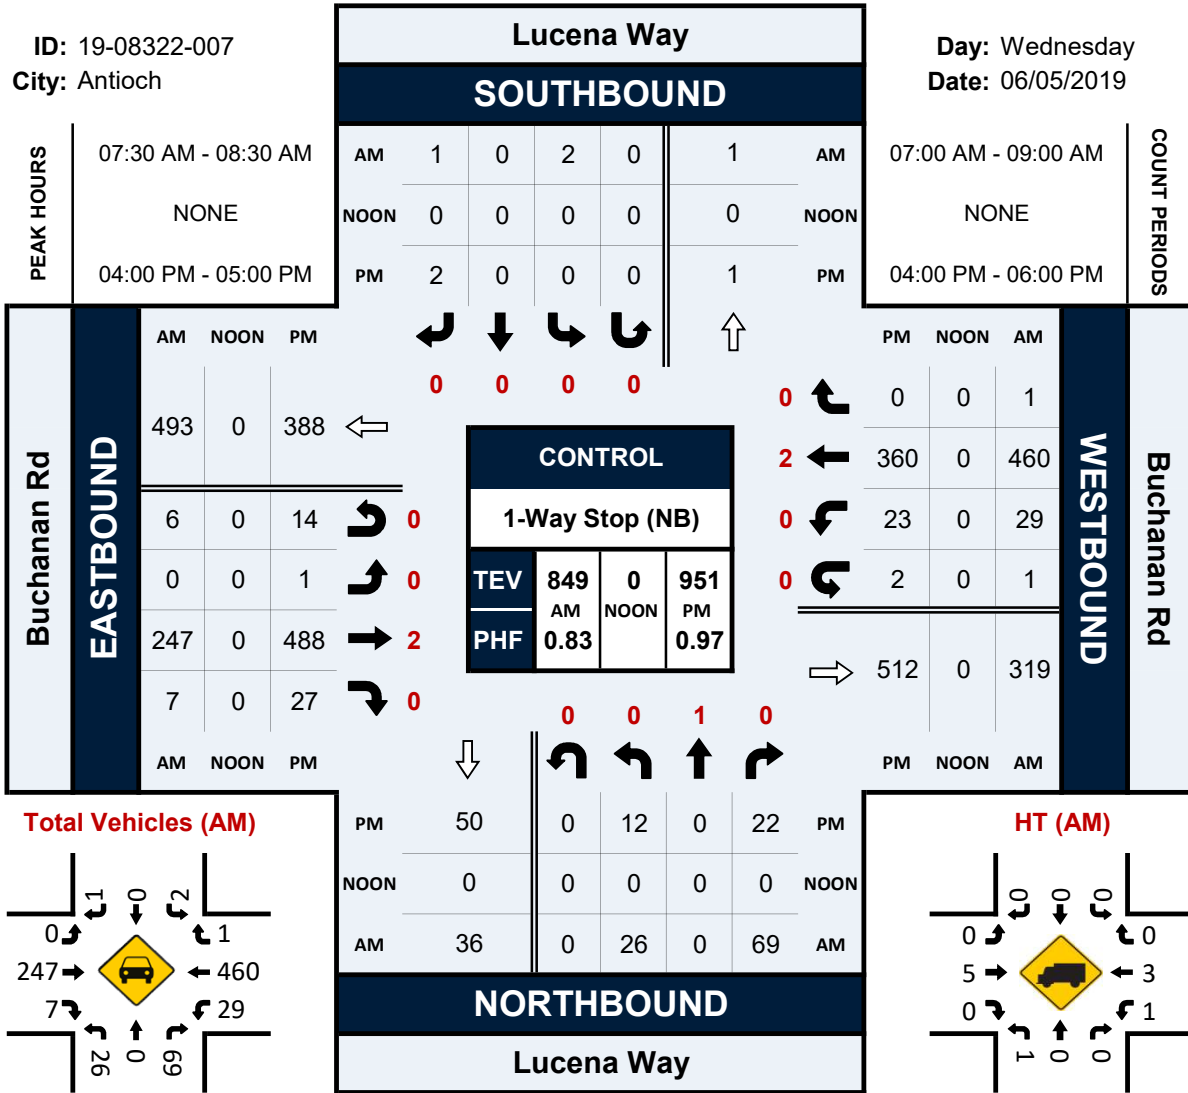 Lucena Way
ID: 19-08322-007
Day: Wednesday
City: Antioch
Date: 06/05/2019
SOUTHBOUND
PEAK HOURS
07:30 AM - 08:30 AM
NONE
04:00 PM - 05:00 PM
AM 1 0 2 0 1 AM
NOON 0 0 0 0 0 NOON
PM 2 0 0 0 1 PM
07:00 AM - 09:00 AM
NONE
04:00 PM - 06:00 PM
COUNT PERIODS
0 0 0 0
Buchanan Rd
EASTBOUND
AM NOON PM
493 0 388
6 0 14 0
0 0 1 0
247 0 488 2
7 0 27 0
AM NOON PM
CONTROL
1-Way Stop (NB)
TEV 849 0 951
AM NOON PM
PHF 0.83 0.97
PM NOON AM
0 0 0 1
2 360 0 460
0 23 0 29
0 2 0 1
512 0 319
PM NOON AM
WESTBOUND
Buchanan Rd
0 0 1 0
PM 50 0 12 0 22 PM
NOON 0 0 0 0 0 NOON
AM 36 0 26 0 69 AM
NORTHBOUND
Lucena Way
Total Vehicles (AM)
1 0 2
0 1
247 460
7 29
26 0 69
HT (AM)
0 0 0
0 0
5 3
0 1
1 0 0